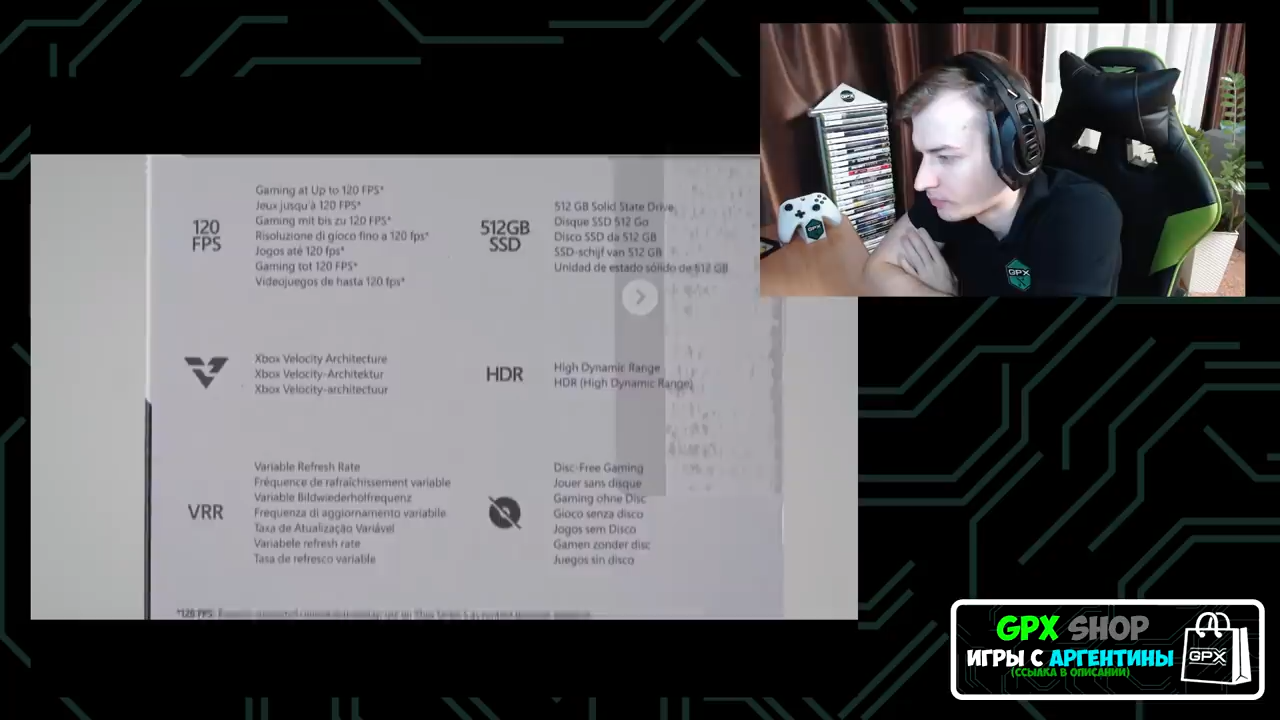 120
FPS
Gaming at Up to 120 FPS*
Jeux jusqu'à 120 FPS*
Gaming mit bis zu 120 FPS*
Risoluzione di gioco fino a 120 fps*
Jogos até 120 fps*
Gaming tot 120 FPS*
Videojuegos de hasta 120 fps*
512GB
SSD
512 GB Solid State Drive
Disque SSD 512 Go
Disco SSD da 512 GB
SSD-schijf van 512 GB
Unidad de estado sólido de 512 GB
Xbox Velocity Architecture
Xbox Velocity-Architektur
Xbox Velocity-architectuur
HDR
High Dynamic Range
HDR (High Dynamic Range)
VRR
Variable Refresh Rate
Fréquence de rafraîchissement variable
Variable Bildwiederholfrequenz
Frequenza di aggiornamento variabile
Taxa de Atualização Variável
Variabele refresh rate
Tasa de refresco variable
Disc-Free Gaming
Jouer sans disque
Gaming ohne Disc
Gioco senza disco
Jogos sem Disco
Gamen zonder disc
Juegos sin disco
*120 FPS:
GPX
GPX
GPX
GPX SHOP
ИГРЫ С АРГЕНТИНЫ
(ССЫЛКА В ОПИСАНИИ)
GPX